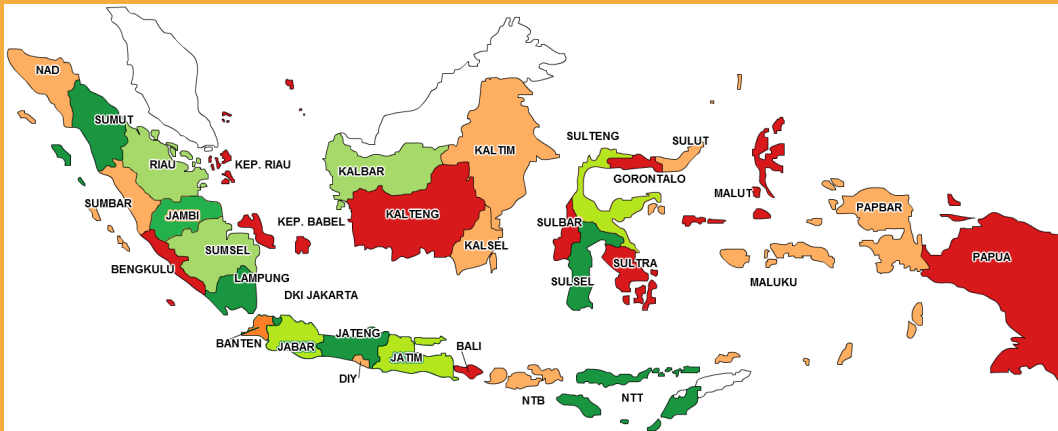 NAD
SUMUT
RIAU
KEP. RIAU
SUMBAR
JAMBI
KEP. BABEL
SUMSEL
BENGKULU
LAMPUNG
DKI JAKARTA
BANTEN
JABAR
JATENG
DIY
JATIM
BALI
NTB
NTT
KALBAR
KALTENG
KALTIM
KALSEL
SULTENG
SULUT
GORONTALO
SULBAR
SULSEL
SULTRA
MALUT
MALUKU
PAPBAR
PAPUA